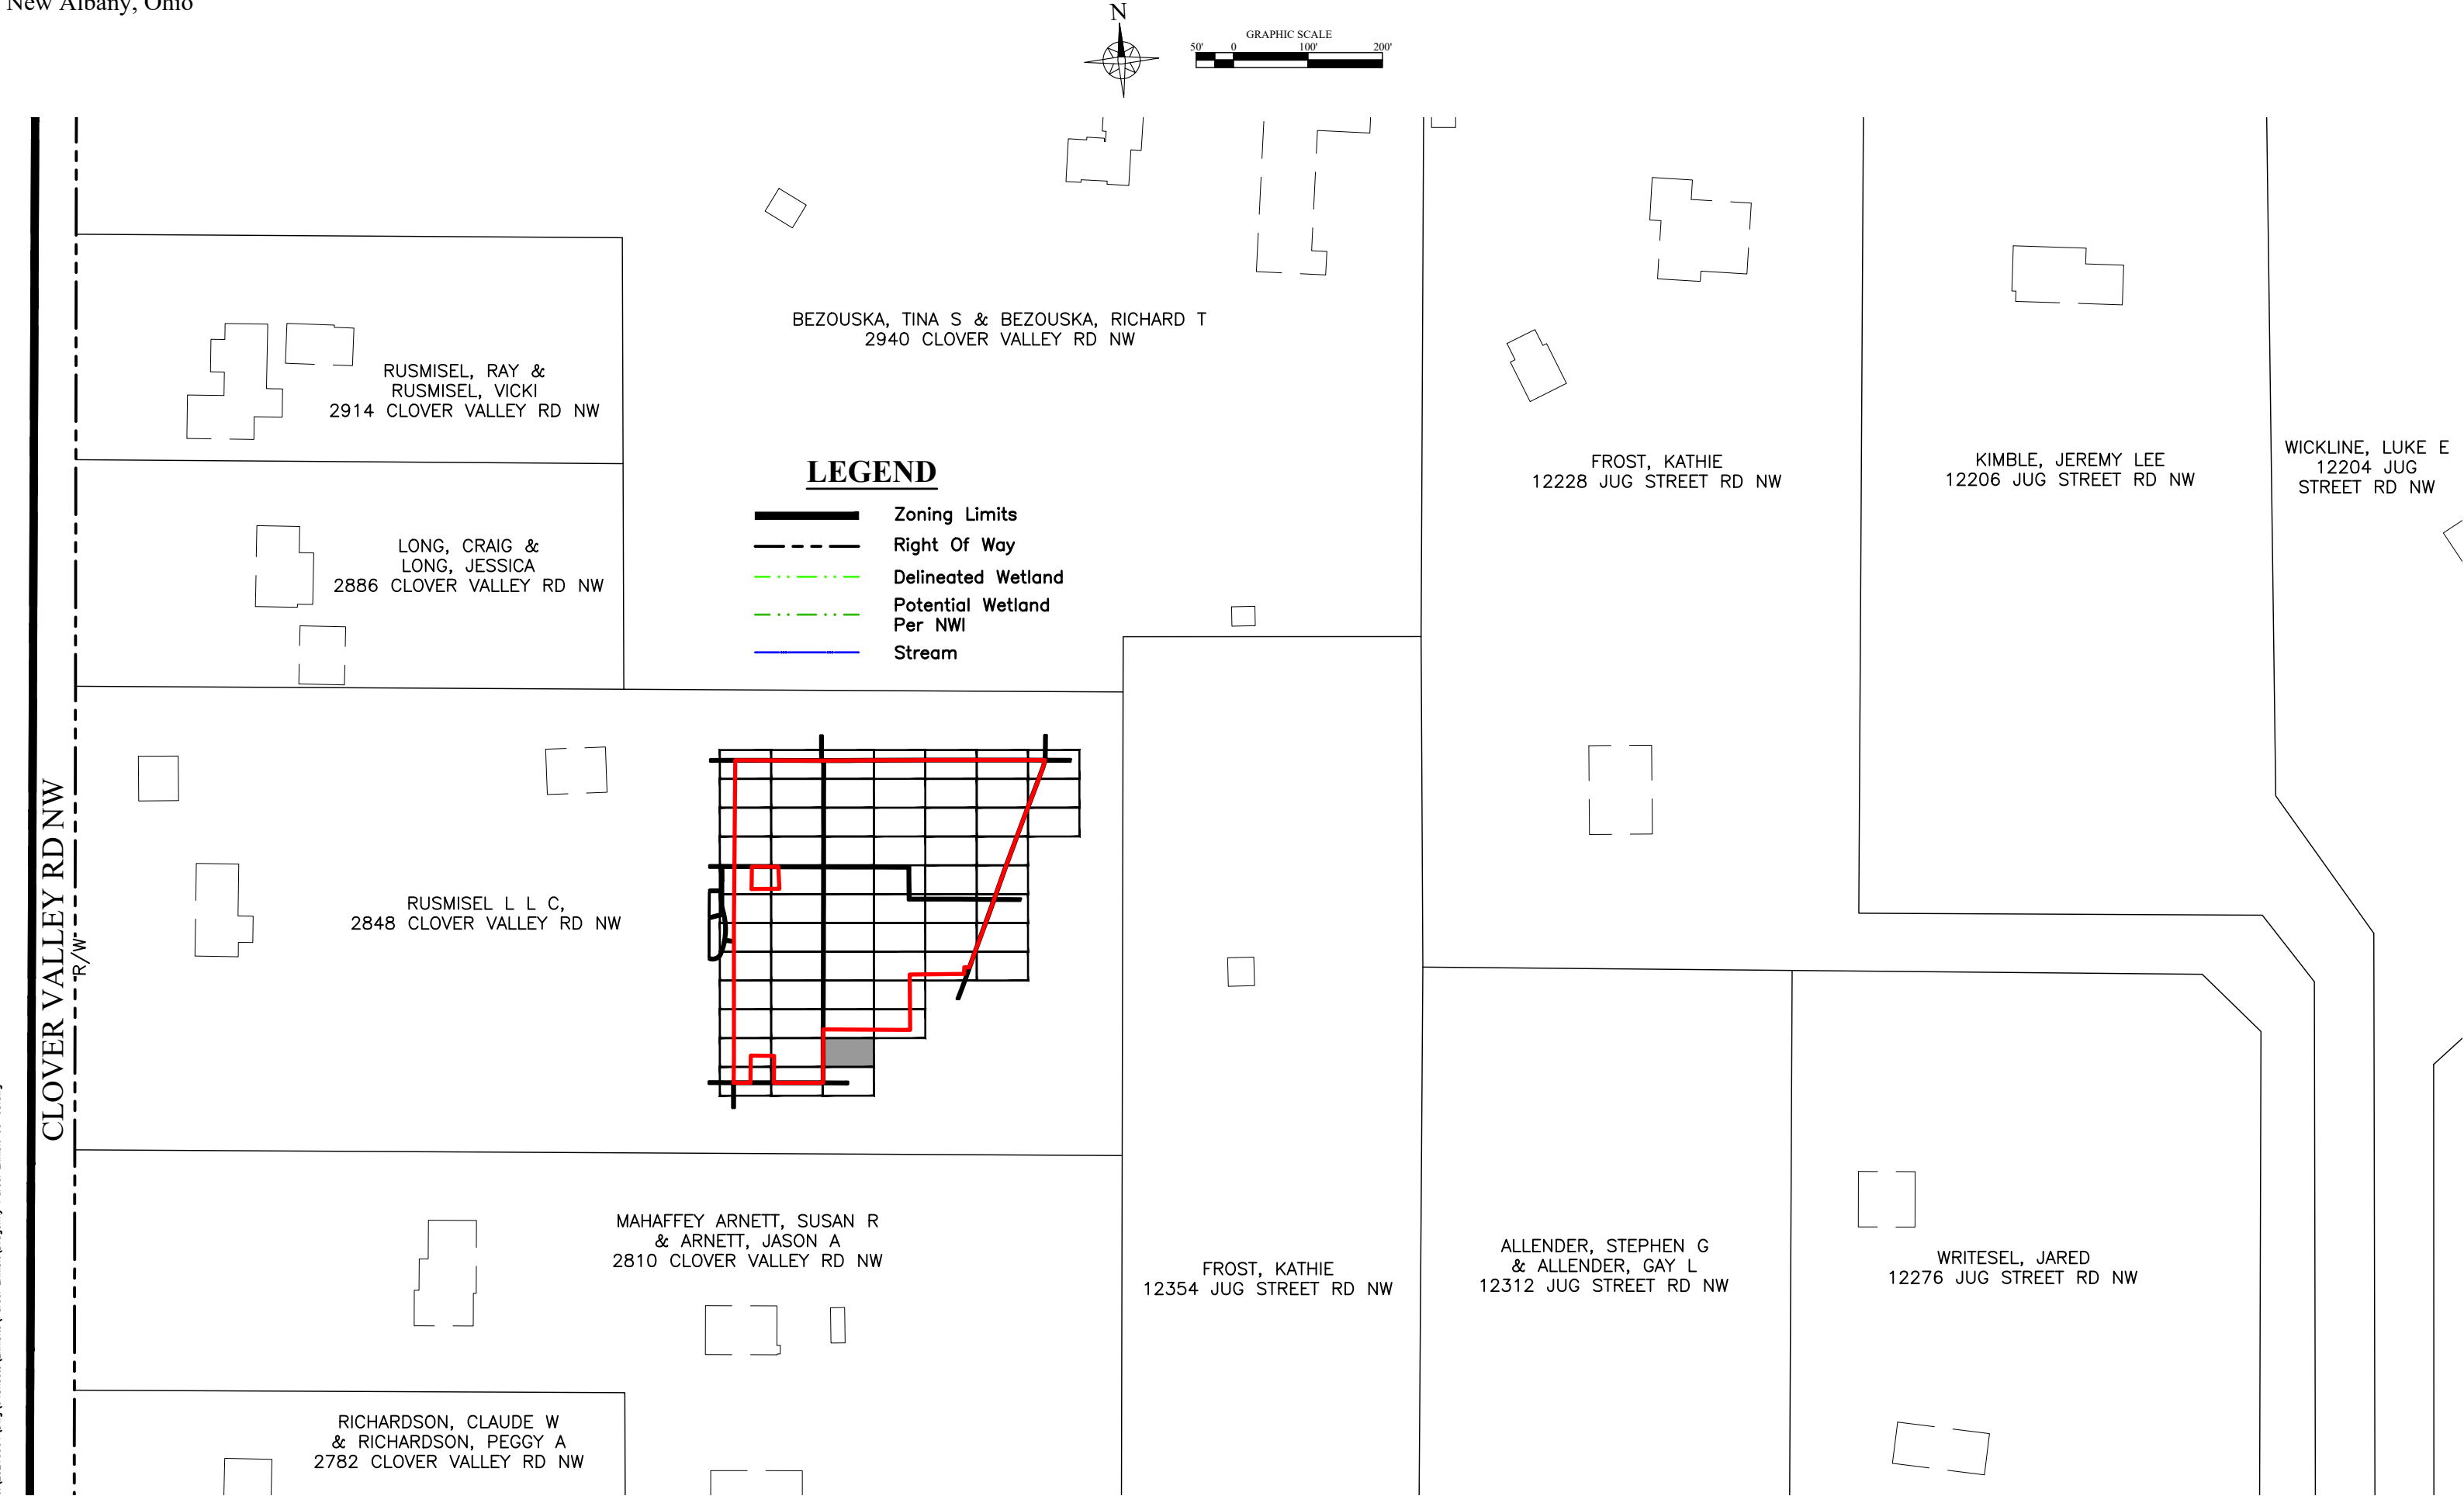 New Albany, Ohio
N
GRAPHIC SCALE
50' 0 100' 200'
BEZOUSKA, TINA S & BEZOUSKA, RICHARD T
2940 CLOVER VALLEY RD NW
RUSMISEL, RAY &
RUSMISEL, VICKI
2914 CLOVER VALLEY RD NW
FROST, KATHIE
12228 JUG STREET RD NW
KIMBLE, JEREMY LEE
12206 JUG STREET RD NW
WICKLINE, LUKE E
12204 JUG
STREET RD NW
LEGEND
Zoning Limits
Right Of Way
Delineated Wetland
Potential Wetland
Per NWI
Stream
LONG, CRAIG &
LONG, JESSICA
2886 CLOVER VALLEY RD NW
CLOVER VALLEY RD NW
R/W
RUSMISEL L L C,
2848 CLOVER VALLEY RD NW
MAHAFFEY ARNETT, SUSAN R
& ARNETT, JASON A
2810 CLOVER VALLEY RD NW
FROST, KATHIE
12354 JUG STREET RD NW
ALLENDER, STEPHEN G
& ALLENDER, GAY L
12312 JUG STREET RD NW
WRITESEL, JARED
12276 JUG STREET RD NW
RICHARDSON, CLAUDE W
& RICHARDSON, PEGGY A
2782 CLOVER VALLEY RD NW